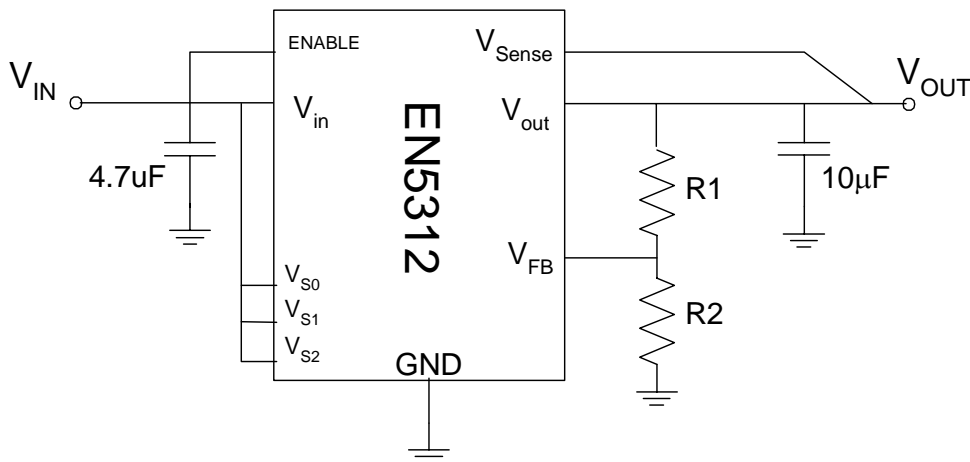 ENABLE
V_Sense
V_IN
V_OUT
V_in
V_out
EN5312
4.7uF
R1
10μF
V_FB
V_S0
V_S1
R2
V_S2
GND